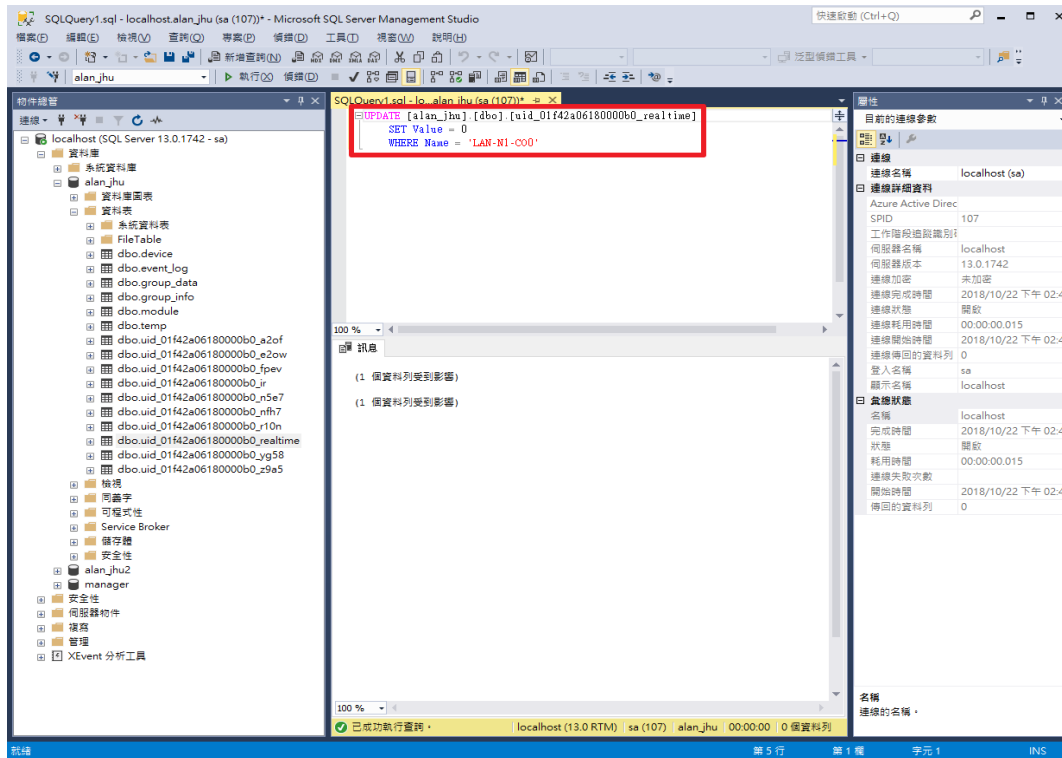 SQLQuery1.sql - localhost.alan_jhu (sa (107))* - Microsoft SQL Server Management Studio
快速啟動 (Ctrl+Q)
檔案(F) 編輯(E) 檢視(V) 查詢(Q) 專案(P) 偵錯(D) 工具(T) 視窗(W) 說明(H)
新增查詢(N) 泛型偵錯工具
alan_jhu 執行(X) 偵錯(D)
物件總管
連線
localhost (SQL Server 13.0.1742 - sa)
資料庫
系統資料庫
alan_jhu
資料庫圖表
資料表
系統資料表
FileTable
dbo.device
dbo.event_log
dbo.group_data
dbo.group_info
dbo.module
dbo.temp
dbo.uid_01f42a06180000b0_a2of
dbo.uid_01f42a06180000b0_e2ow
dbo.uid_01f42a06180000b0_fpev
dbo.uid_01f42a06180000b0_ir
dbo.uid_01f42a06180000b0_n5e7
dbo.uid_01f42a06180000b0_nfh7
dbo.uid_01f42a06180000b0_r10n
dbo.uid_01f42a06180000b0_realtime
dbo.uid_01f42a06180000b0_yg58
dbo.uid_01f42a06180000b0_z9a5
檢視
同義字
可程式性
Service Broker
儲存體
安全性
alan_jhu2
manager
安全性
伺服器物件
複寫
管理
XEvent 分析工具
SQLQuery1.sql - lo...alan_jhu (sa (107))*
UPDATE [alan_jhu].[dbo].[uid_01f42a06180000b0_realtime]
SET Value = 0
WHERE Name = 'LAN-N1-CO0'
100 %
訊息
(1 個資料列受到影響)
(1 個資料列受到影響)
100 %
已成功執行查詢。 localhost (13.0 RTM) sa (107) alan_jhu 00:00:00 0 個資料列
屬性
目前的連線參數
連線
連線名稱 localhost (sa)
連線詳細資料
Azure Active Direc
SPID 107
工作階段追蹤識別
伺服器名稱 localhost
伺服器版本 13.0.1742
連線加密 未加密
連線完成時間 2018/10/22 下午 02:4
連線狀態 開啟
連線耗用時間 00:00:00.015
連線開始時間 2018/10/22 下午 02:4
連線傳回的資料列 0
登入名稱 sa
顯示名稱 localhost
彙總狀態
名稱 localhost
完成時間 2018/10/22 下午 02:4
狀態 開啟
耗用時間 00:00:00.015
連線失敗次數
開始時間 2018/10/22 下午 02:4
傳回的資料列 0
名稱
連線的名稱。
就緒 第 5 行 第 1 欄 字元 1 INS